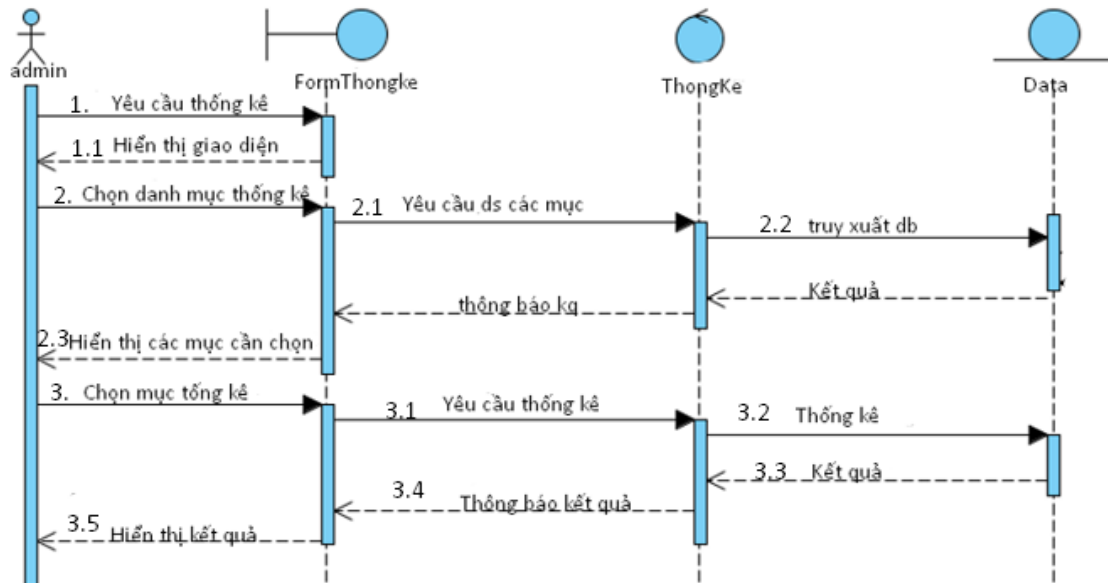 admin
FormThongke
ThongKe
Data
1. Yêu cầu thống kê
1.1 Hiển thị giao diện
2. Chọn danh mục thống kê
2.1 Yêu cầu ds các mục
2.2 truy xuất db
Kết quả
thông báo kq
2.3 Hiển thị các mục cần chọn
3. Chọn mục tống kê
3.1 Yêu cầu thống kê
3.2 Thống kê
3.3 Kết quả
3.4 Thông báo kết quả
3.5 Hiển thị kết quả